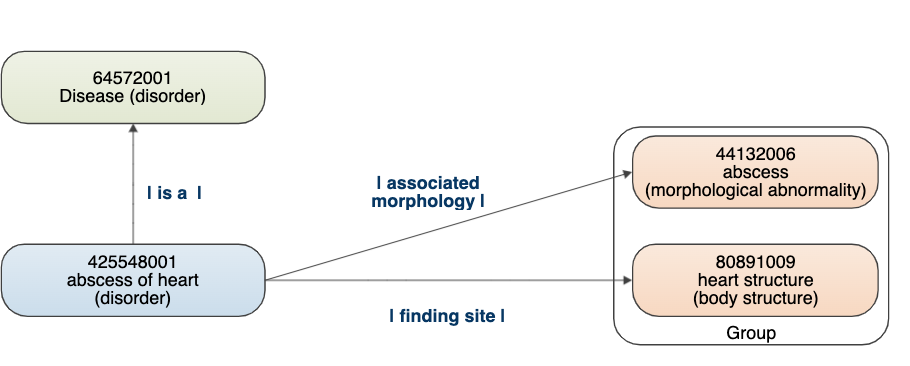 64572001
Disease (disorder)
| is a |
425548001
abscess of heart
(disorder)
| associated
morphology |
| finding site |
44132006
abscess
(morphological abnormality)
80891009
heart structure
(body structure)
Group